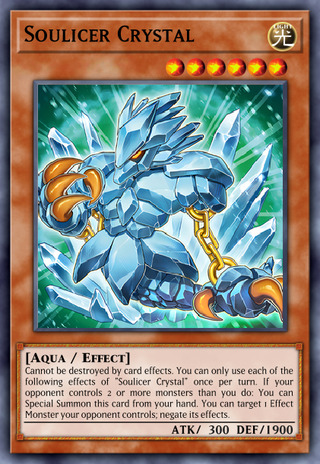 Soulicer Crystal
LIGHT
光
[Aqua / Effect]
Cannot be destroyed by card effects. You can only use each of the
following effects of "Soulicer Crystal" once per turn. If your
opponent controls 2 or more monsters than you do: You can
Special Summon this card from your hand. You can target 1 Effect
Monster your opponent controls; negate its effects.
ATK/ 300 DEF/1900